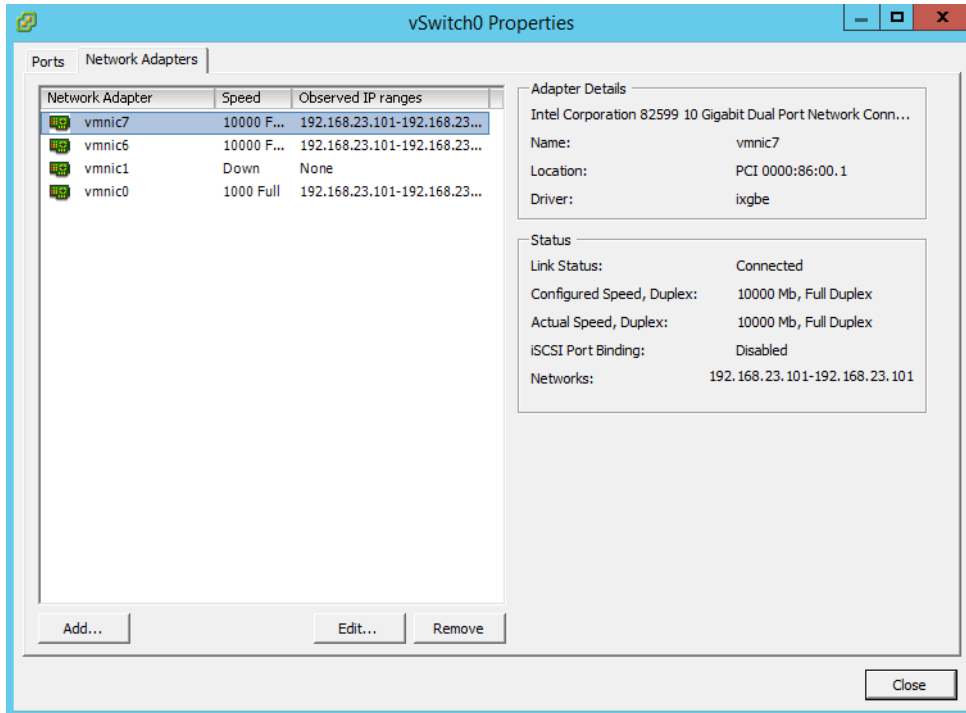 vSwitch0 Properties
Ports Network Adapters
Network Adapter Speed Observed IP ranges
vmnic7 10000 F... 192.168.23.101-192.168.23...
vmnic6 10000 F... 192.168.23.101-192.168.23...
vmnic1 Down None
vmnic0 1000 Full 192.168.23.101-192.168.23...
Add... Edit... Remove
Adapter Details
Intel Corporation 82599 10 Gigabit Dual Port Network Conn...
Name: vmnic7
Location: PCI 0000:86:00.1
Driver: ixgbe
Status
Link Status: Connected
Configured Speed, Duplex: 10000 Mb, Full Duplex
Actual Speed, Duplex: 10000 Mb, Full Duplex
iSCSI Port Binding: Disabled
Networks: 192.168.23.101-192.168.23.101
Close